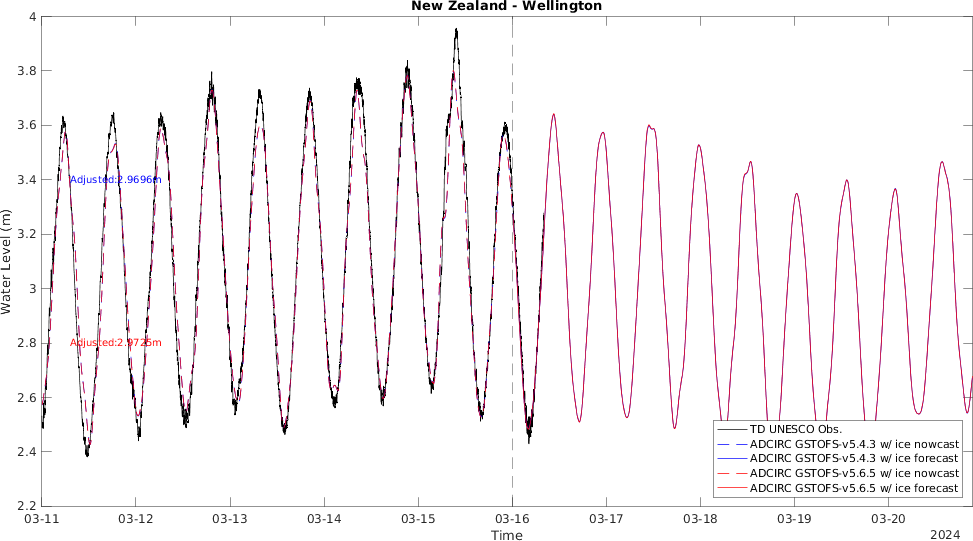 New Zealand - Wellington
4
3.8
3.6
3.4
3.2
3
2.8
2.6
2.4
2.2
Water Level (m)
Adjusted:2.9696m
Adjusted:2.9725m
TD UNESCO Obs.
ADCIRC GSTOFS-v5.4.3 w/ ice nowcast
ADCIRC GSTOFS-v5.4.3 w/ ice forecast
ADCIRC GSTOFS-v5.6.5 w/ ice nowcast
ADCIRC GSTOFS-v5.6.5 w/ ice forecast
03-11 03-12 03-13 03-14 03-15 03-16 03-17 03-18 03-19 03-20
Time
2024